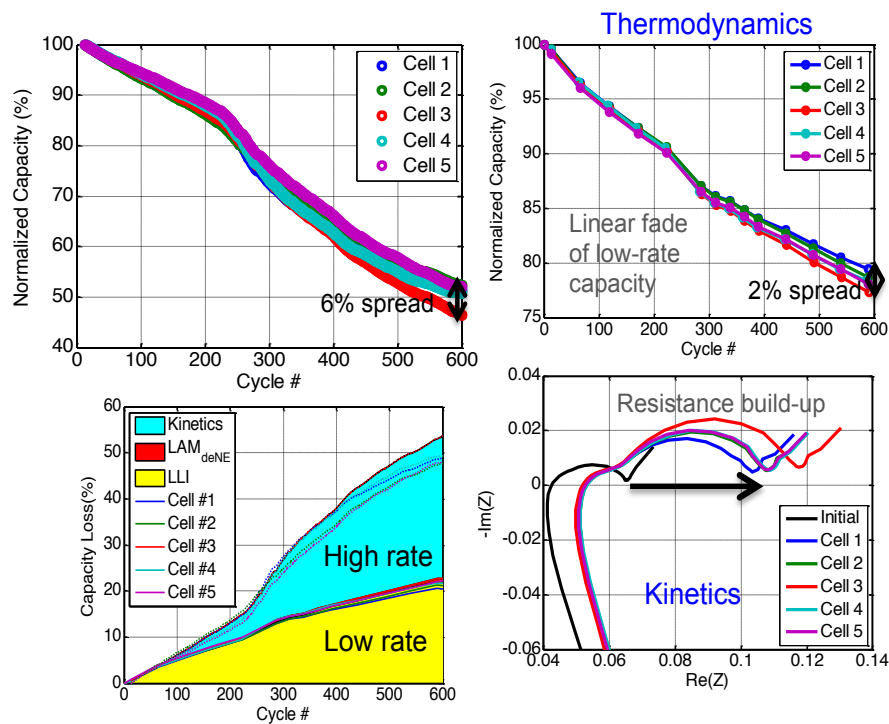 Normalized Capacity (%)
100
90
80
70
60
50
40
0 100 200 300 400 500 600
Cycle #
Cell 1
Cell 2
Cell 3
Cell 4
Cell 5
6% spread
Thermodynamics
Normalized Capacity (%)
100
95
90
85
80
75
0 100 200 300 400 500 600
Cycle #
Cell 1
Cell 2
Cell 3
Cell 4
Cell 5
Linear fade
of low-rate
capacity
2% spread
Capacity Loss(%)
60
50
40
30
20
10
0
0 100 200 300 400 500 600
Cycle #
Kinetics
LAM deNE
LLI
Cell #1
Cell #2
Cell #3
Cell #4
Cell #5
High rate
Low rate
-Im(Z)
0.04
0.02
0
-0.02
-0.04
-0.06
0.04 0.06 0.08 0.1 0.12 0.14
Re(Z)
Resistance build-up
Kinetics
Initial
Cell 1
Cell 2
Cell 3
Cell 4
Cell 5